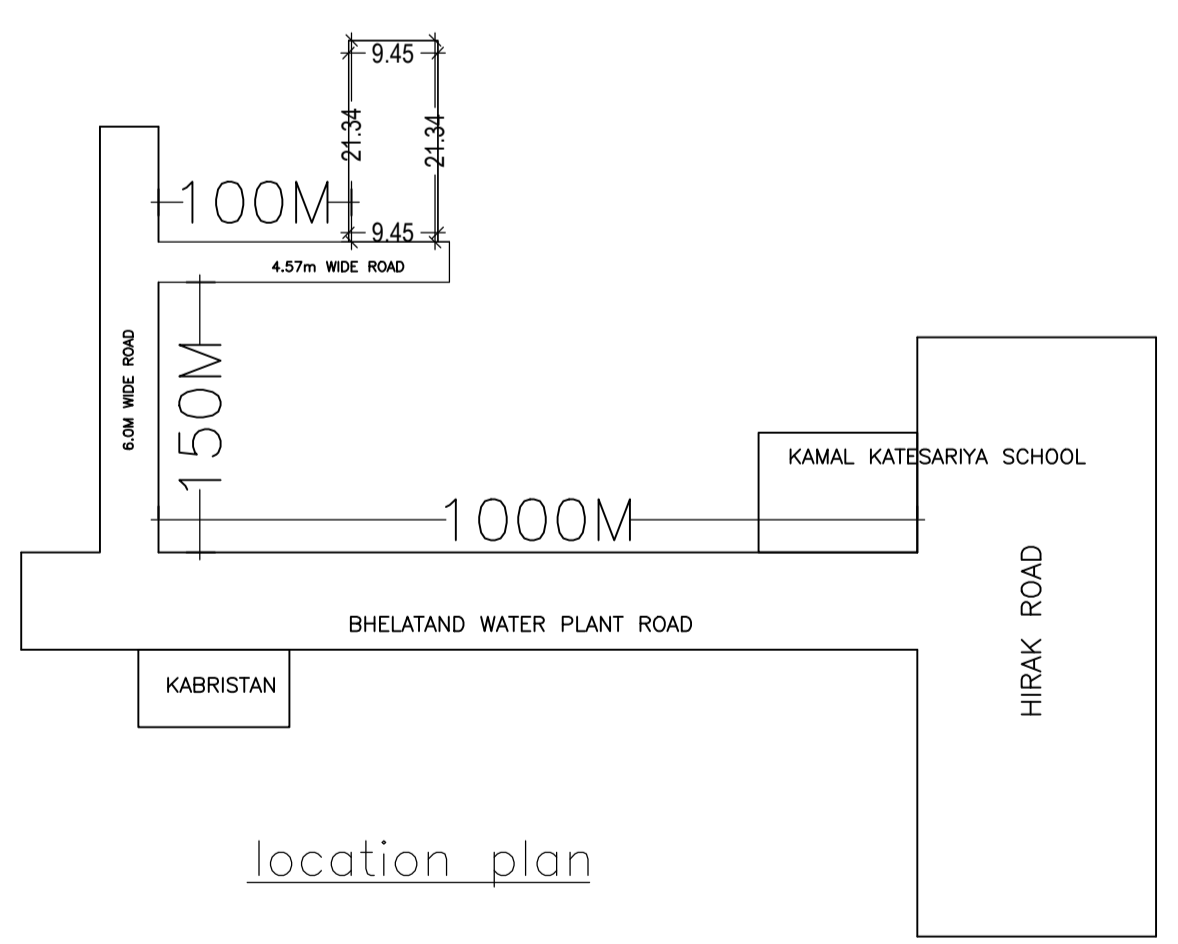 9.45
21.34
21.34
100M
9.45
4.57m WIDE ROAD
6.0M WIDE ROAD
150M
KAMAL KATESARIYA SCHOOL
1000M
BHELATAND WATER PLANT ROAD
HIRAK ROAD
KABRISTAN
location plan